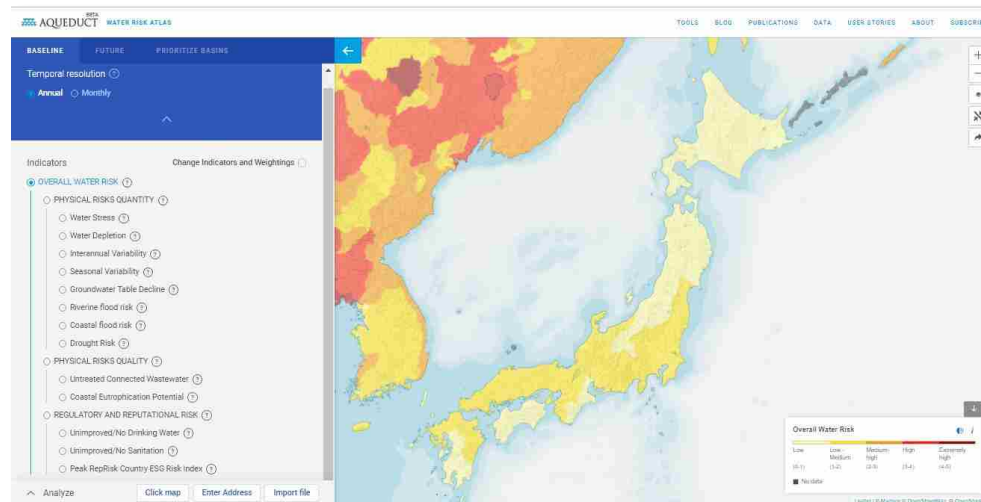 BETA
AQUEDUCT WATER RISK ATLAS
TOOLS BLOG PUBLICATIONS DATA USER STORIES ABOUT SUBSCRI
BASELINE FUTURE PRIORITIZE BASINS
Temporal resolution ?
Annual Monthly
Indicators Change Indicators and Weightings
OVERALL WATER RISK ?
PHYSICAL RISKS QUANTITY ?
Water Stress ?
Water Depletion ?
Interannual Variability ?
Seasonal Variability ?
Groundwater Table Decline ?
Riverine flood risk ?
Coastal flood risk ?
Drought Risk ?
PHYSICAL RISKS QUALITY ?
Untreated Connected Wastewater ?
Coastal Eutrophication Potential ?
REGULATORY AND REPUTATIONAL RISK ?
Unimproved/No Drinking Water ?
Unimproved/No Sanitation ?
Peak RepRisk Country ESG Risk Index ?
Analyze Click map Enter Address Import file
Overall Water Risk i
Low Low - Medium Medium - high High Extremely high
(0-1) (1-2) (2-3) (3-4) (4-5)
No data
Leaflet